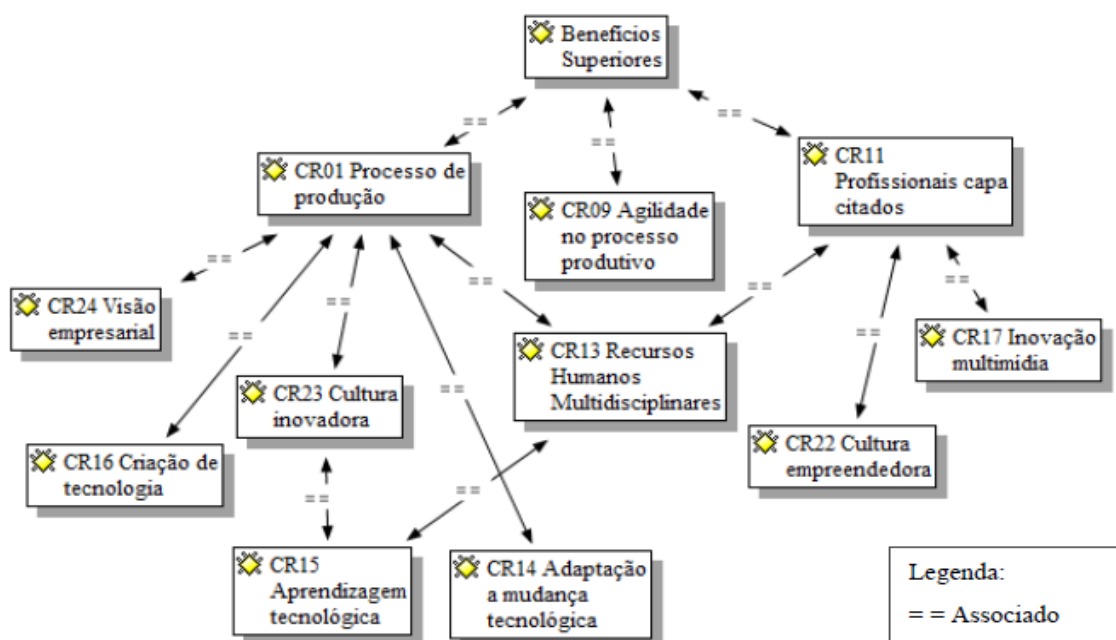 Benefícios
Superiores
==
==
==
CR01 Processo de
produção
CR09 Agilidade
no processo
produtivo
CR11
Profissionais capa
citados
==
==
==
==
==
==
==
==
CR24 Visão
empresarial
CR13 Recursos
Humanos
Multidisciplinares
CR17 Inovação
multimidia
CR23 Cultura
inovadora
CR22 Cultura
empreendedora
CR16 Criação de
tecnologia
==
==
CR15
Aprendizagem
tecnológica
CR14 Adaptação
a mudança
tecnológica
Legenda:
= = Associado